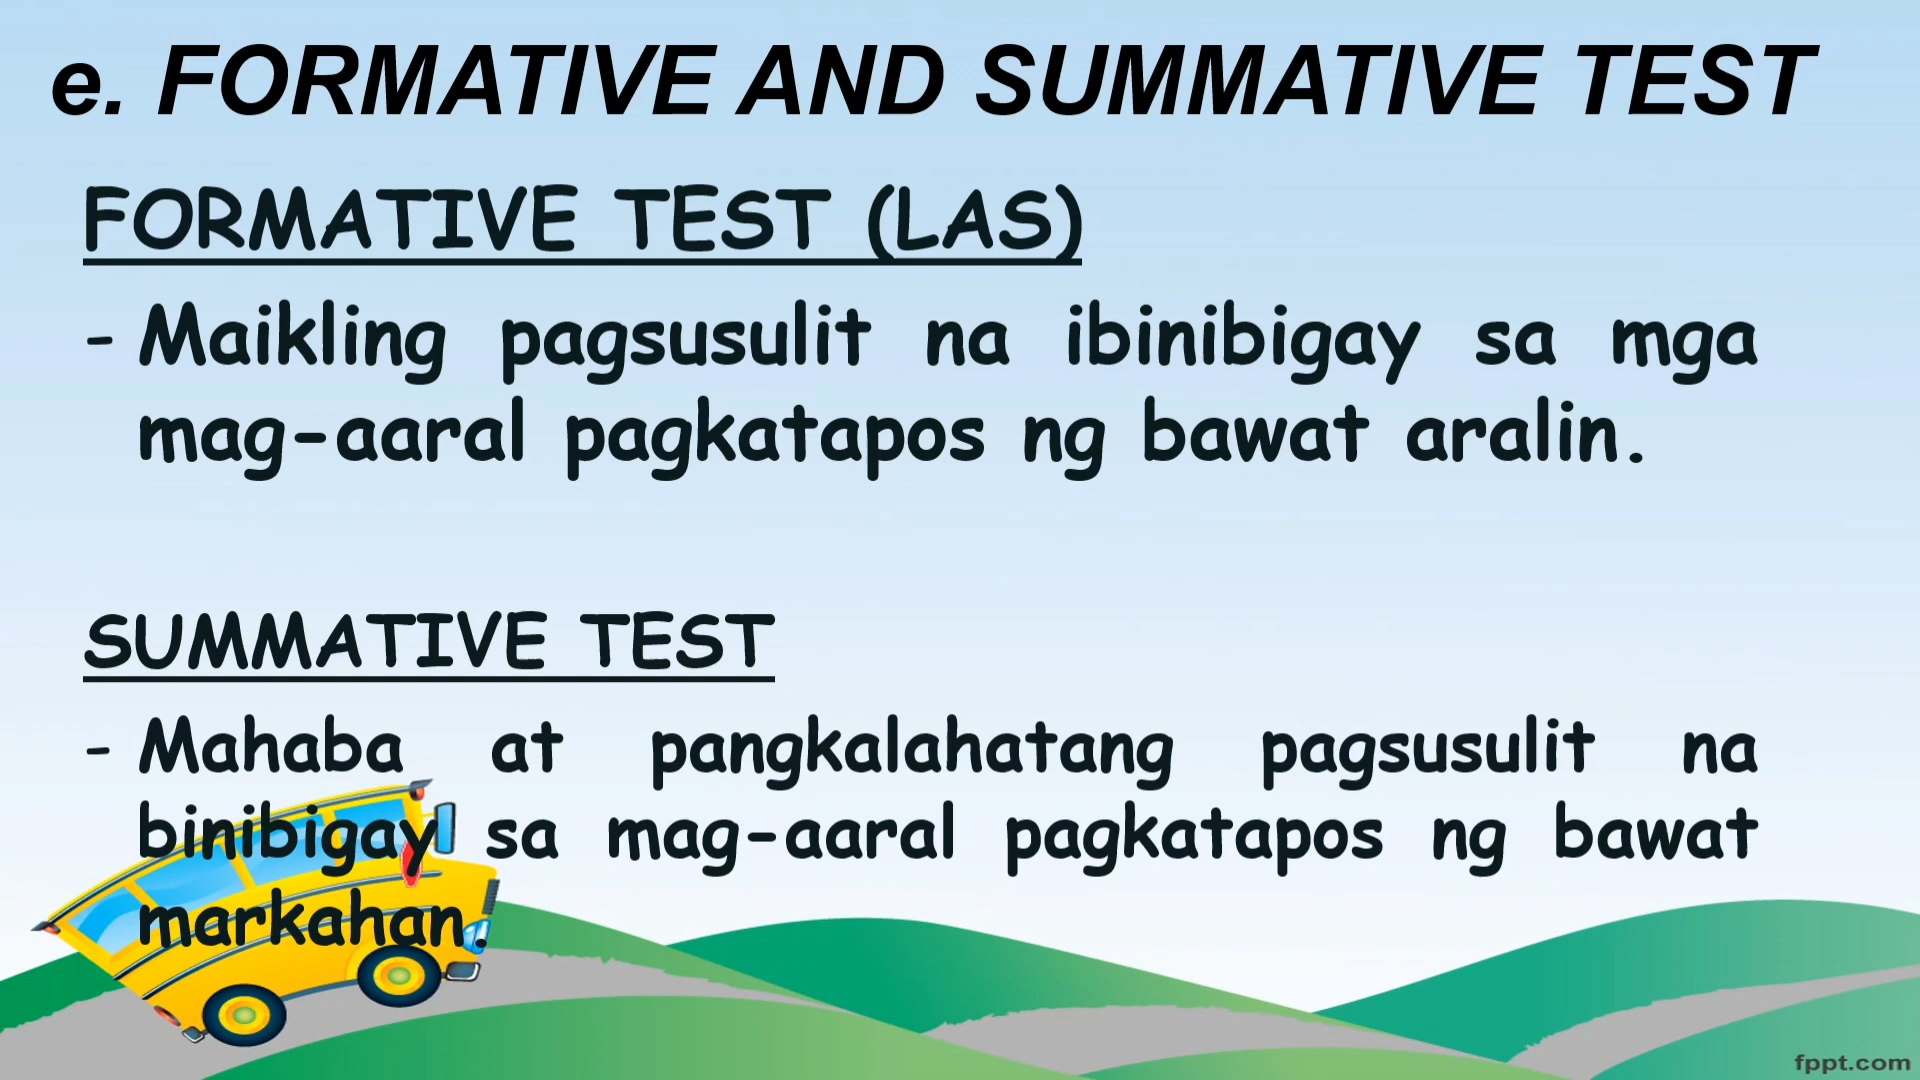 e. FORMATIVE AND SUMMATIVE TEST
FORMATIVE TEST (LAS)
- Maikling pagsusulit na ibinibigay sa mga
mag-aaral pagkatapos ng bawat aralin.
SUMMATIVE TEST
- Mahaba at pangkalahatang pagsusulit na
binibigay sa mag-aaral pagkatapos ng bawat
markahan.
fppt.com